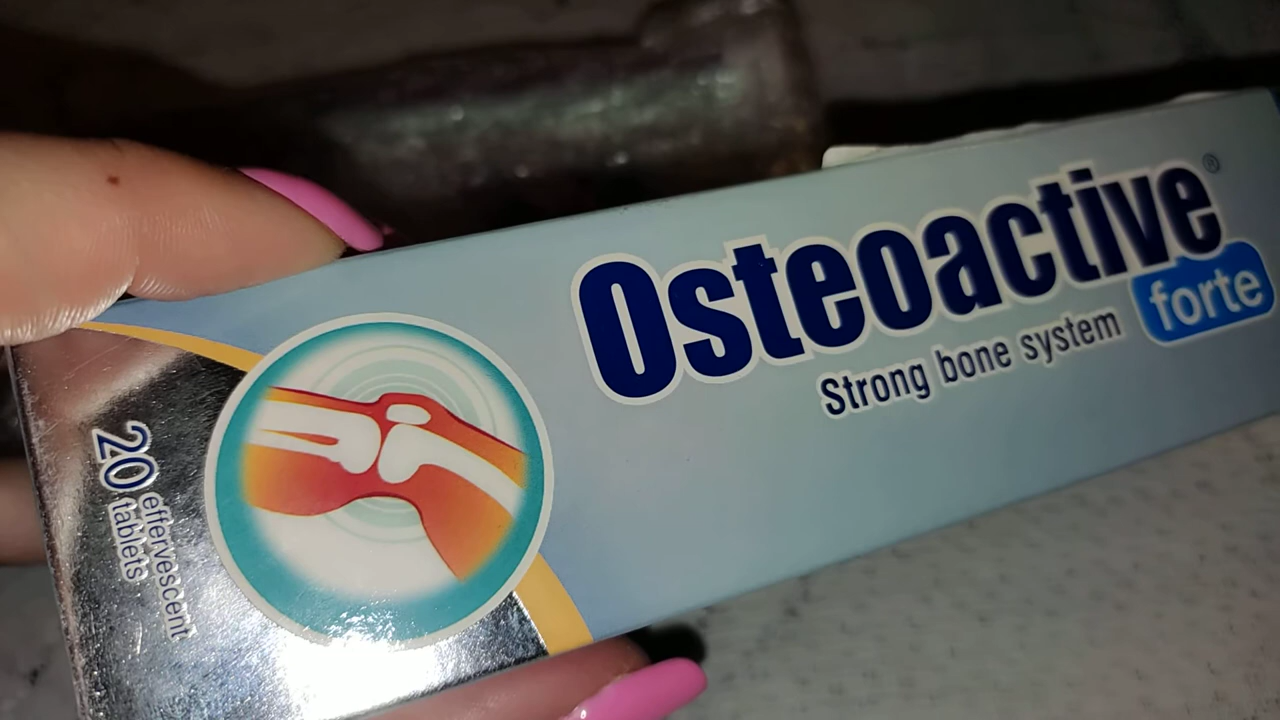 Osteoactive®
forte
Strong bone system
20 effervescent
tablets